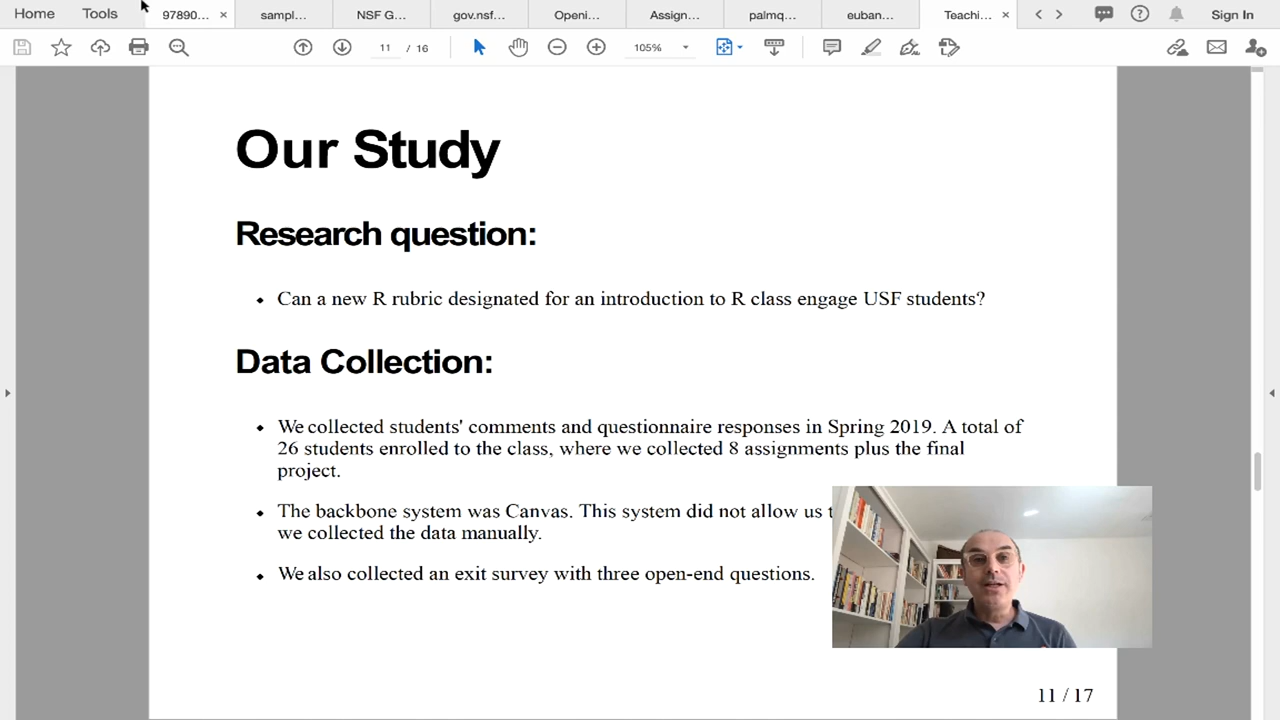 Home Tools 97890... × sampl... NSF G... gov.nsf... Openi... Assign... palmq... euban... Teachi... × Sign In
11 / 16 105%
Our Study
Research question:
Can a new R rubric designated for an introduction to R class engage USF students?
Data Collection:
We collected students' comments and questionnaire responses in Spring 2019. A total of
26 students enrolled to the class, where we collected 8 assignments plus the final
project.
The backbone system was Canvas. This system did not allow us
we collected the data manually.
We also collected an exit survey with three open-end questions.
11 / 17